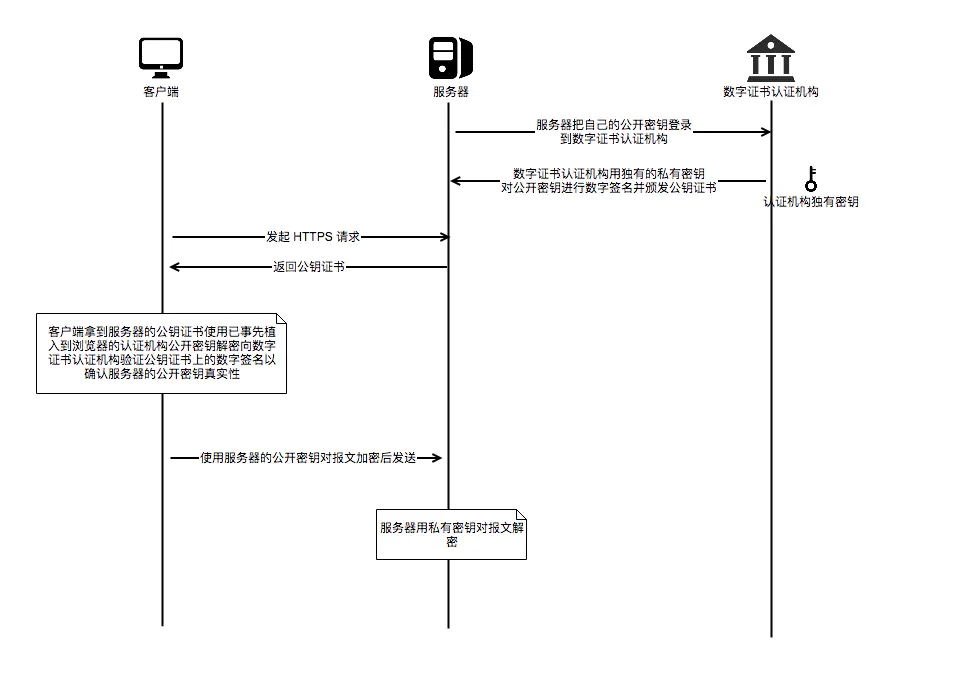 客户端
服务器
数字证书认证机构
服务器把自己的公开密钥登录
到数字证书认证机构
数字证书认证机构用独有的私有密钥
对公开密钥进行数字签名并颁发公钥证书
认证机构独有密钥
发起 HTTPS 请求
返回公钥证书
客户端拿到服务器的公钥证书使用已事先植
入到浏览器的认证机构公开密钥解密向数字
证书认证机构验证公钥证书上的数字签名以
确认服务器的公开密钥真实性
使用服务器的公开密钥对报文加密后发送
服务器用私有密钥对报文解
密